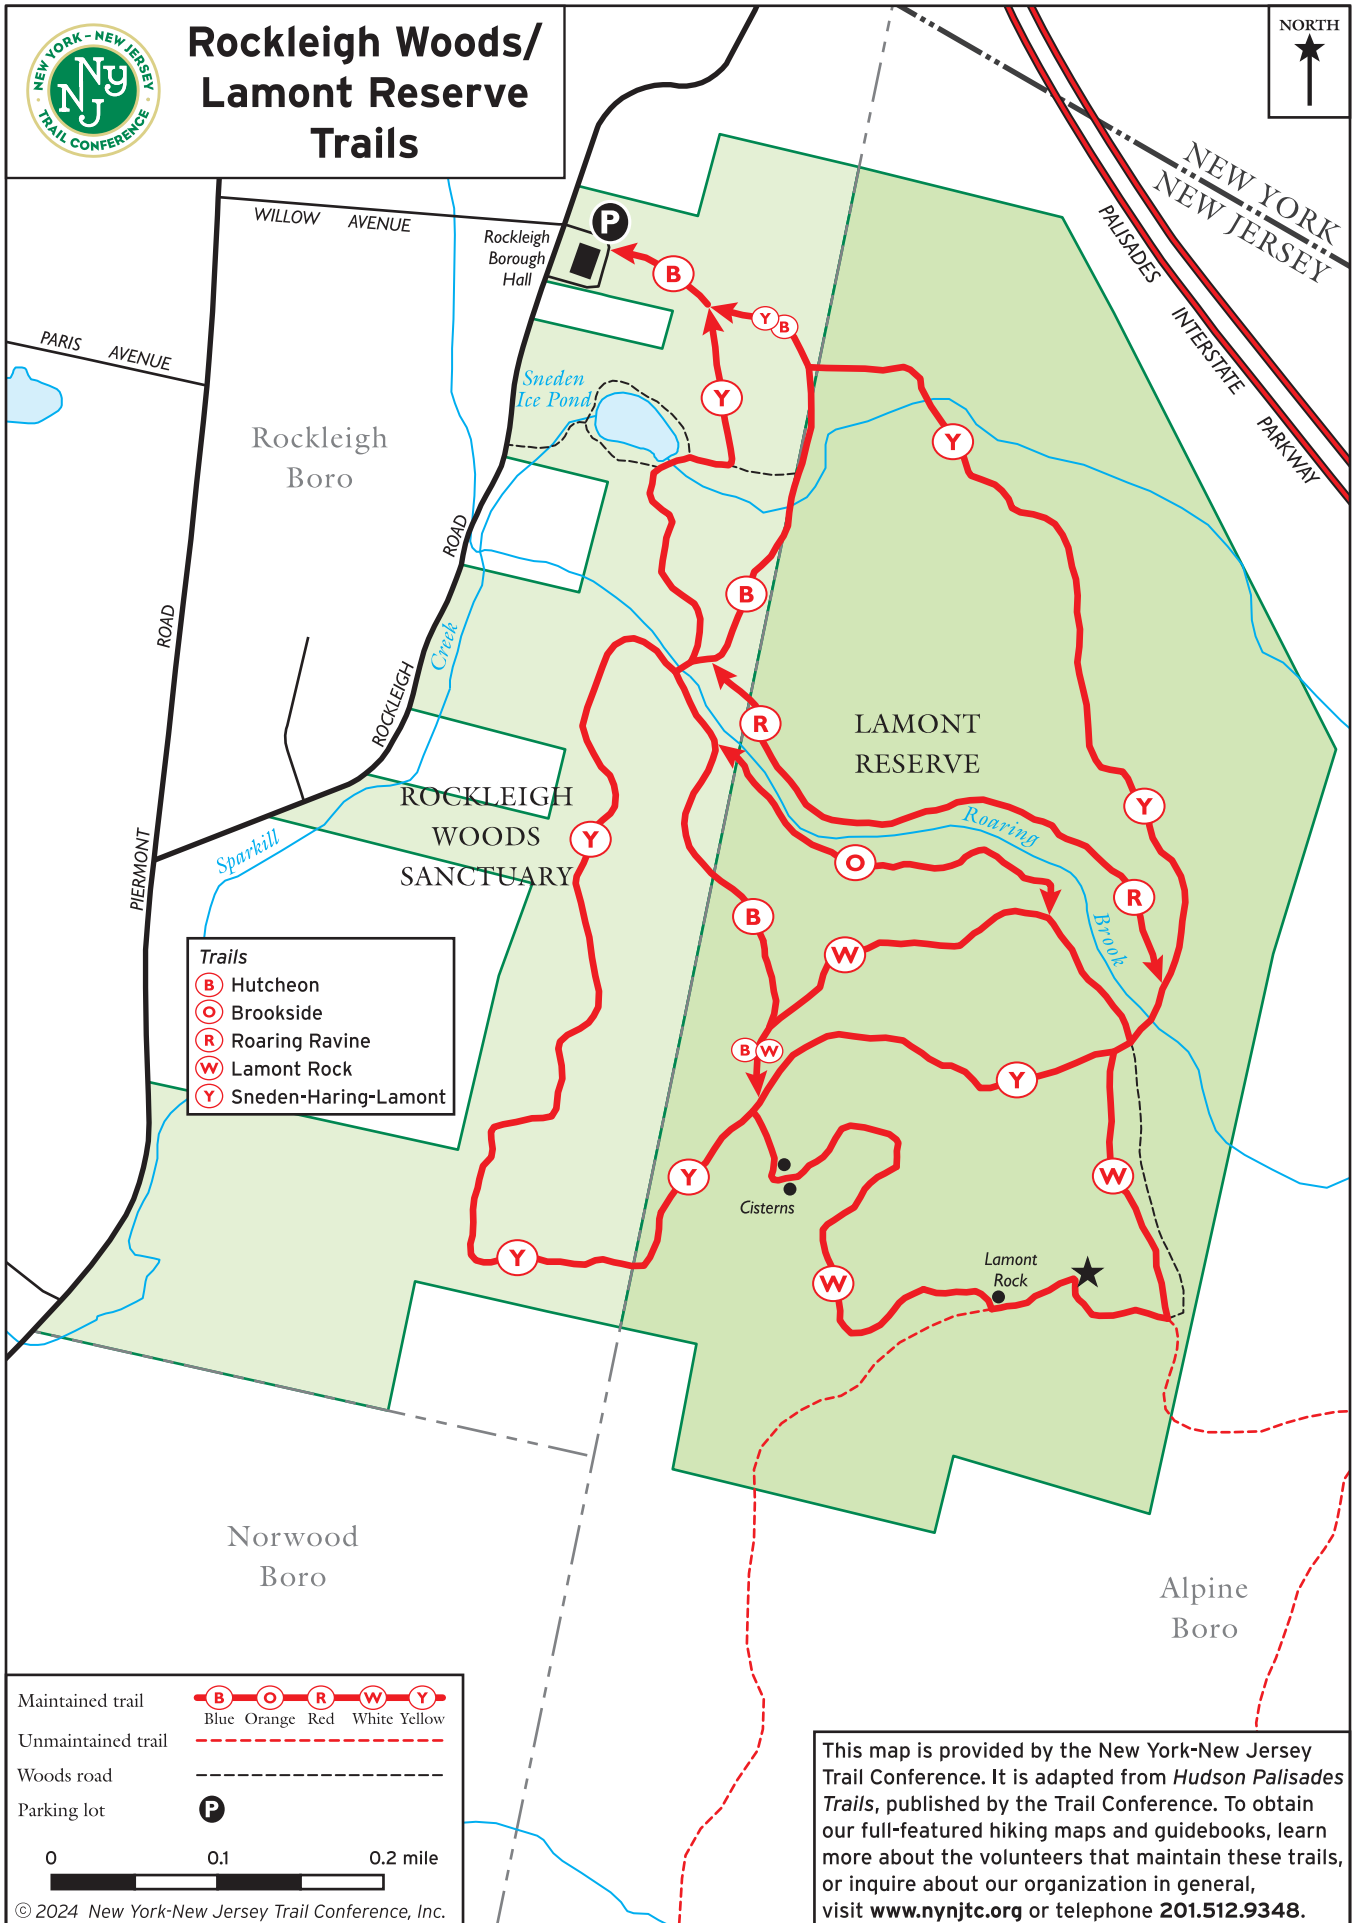 NEW YORK – NEW JERSEY
NY
NJ
TRAIL CONFERENCE
Rockleigh Woods/
Lamont Reserve
Trails
NORTH
NEW YORK
NEW JERSEY
PALISADES
INTERSTATE
PARKWAY
WILLOW AVENUE
P
Rockleigh
Borough
Hall
B
Y
B
PARIS AVENUE
Sneden
Ice Pond
Y
Y
Rockleigh
Boro
ROAD
B
ROAD
Creek
ROCKLEIGH
R
LAMONT
RESERVE
ROCKLEIGH
WOODS
SANCTUARY
Y
Y
Roaring
Sparkill
O
PIERMONT
R
B
Brook
W
Trails
B Hutcheon
O Brookside
R Roaring Ravine
W Lamont Rock
Y Sneden-Haring-Lamont
B W
Y
Y
W
Cisterns
Y
Lamont
Rock
W
Norwood
Boro
Alpine
Boro
Maintained trail B O R W Y
Blue Orange Red White Yellow
Unmaintained trail
Woods road
Parking lot P
0 0.1 0.2 mile
© 2024 New York-New Jersey Trail Conference, Inc.
This map is provided by the New York-New Jersey
Trail Conference. It is adapted from Hudson Palisades
Trails, published by the Trail Conference. To obtain
our full-featured hiking maps and guidebooks, learn
more about the volunteers that maintain these trails,
or inquire about our organization in general,
visit www.nynjtc.org or telephone 201.512.9348.